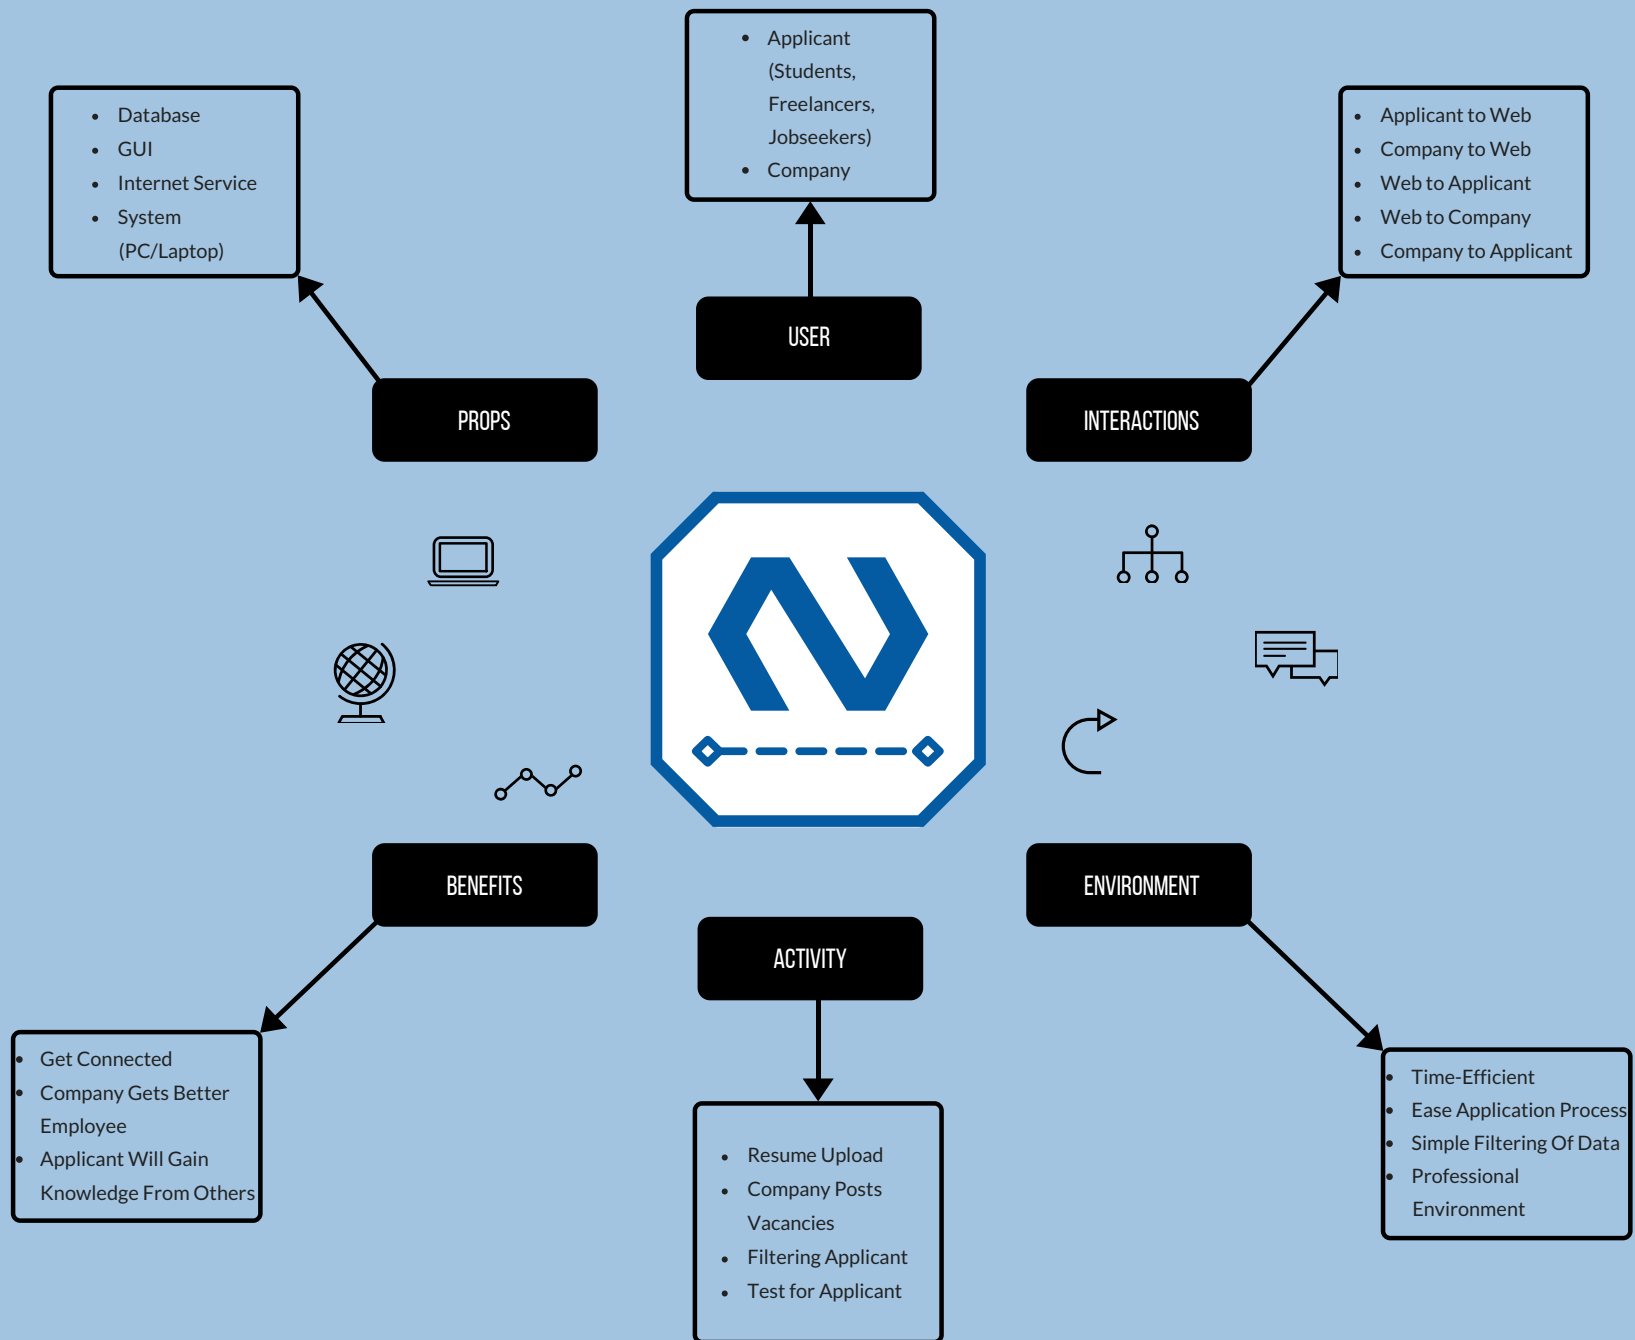 • Applicant
(Students,
Freelancers,
Jobseekers)
• Company
• Database
• GUI
• Internet Service
• System
(PC/Laptop)
• Applicant to Web
• Company to Web
• Web to Applicant
• Web to Company
• Company to Applicant
USER
PROPS
INTERACTIONS
BENEFITS
ENVIRONMENT
ACTIVITY
• Get Connected
• Company Gets Better
Employee
• Applicant Will Gain
Knowledge From Others
• Resume Upload
• Company Posts
Vacancies
• Filtering Applicant
• Test for Applicant
• Time-Efficient
• Ease Application Process
• Simple Filtering Of Data
• Professional
Environment